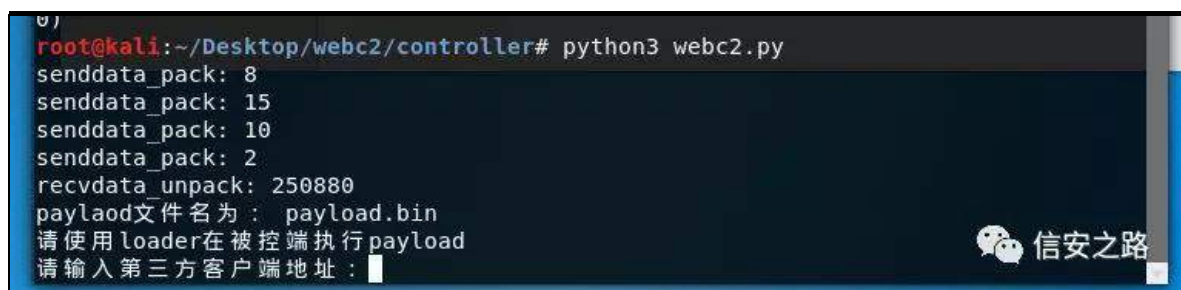 0)
root@kali:~/Desktop/webc2/controller# python3 webc2.py
senddata_pack: 8
senddata_pack: 15
senddata_pack: 10
senddata_pack: 2
recvdata_unpack: 250880
paylaod文件名为： payload.bin
请使用loader在被控端执行payload
请输入第三方客户端地址：
信安之路